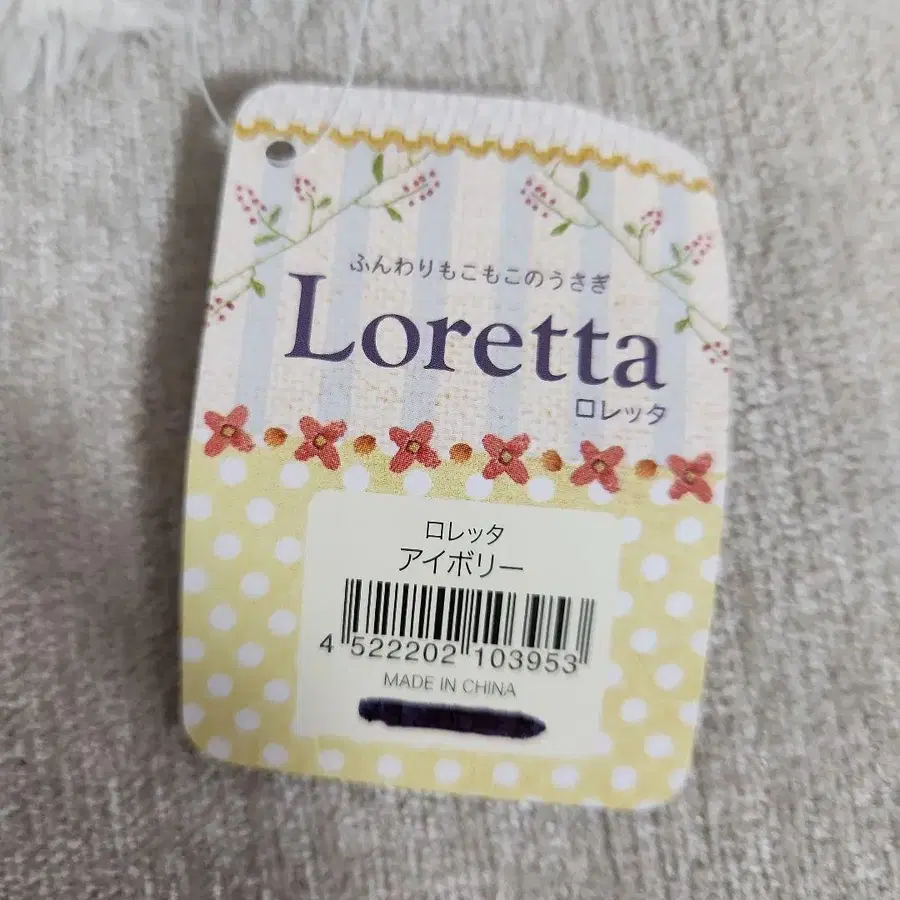 ふんわりもこもこのうさぎ
Loretta
ロレッタ
ロレッタ
アイボリー
4 522202 103953
MADE IN CHINA